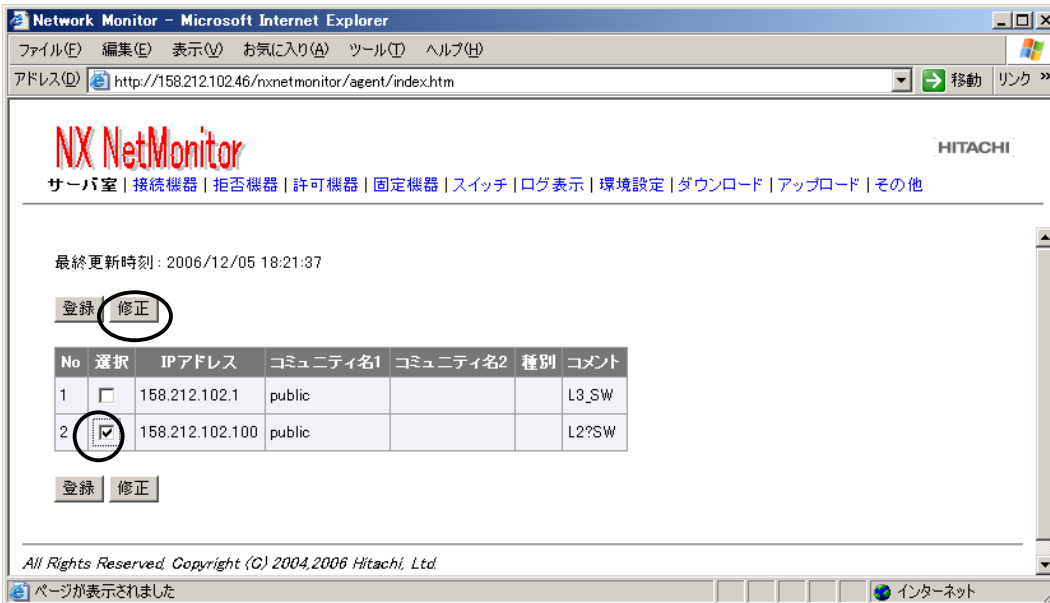 Network Monitor - Microsoft Internet Explorer
ファイル(F) 編集(E) 表示(V) お気に入り(A) ツール(T) ヘルプ(H)
アドレス(D) http://158.212.102.46/nxnetmonitor/agent/index.htm 移動 リンク »
NX NetMonitor
HITACHI
サーバ室 | 接続機器 | 拒否機器 | 許可機器 | 固定機器 | スイッチ | ログ表示 | 環境設定 | ダウンロード | アップロード | その他
最終更新時刻 : 2006/12/05 18:21:37
登録 修正
No 選択 IPアドレス コミュニティ名1 コミュニティ名2 種別 コメント
1 158.212.102.1 public L3_SW
2 158.212.102.100 public L2?SW
登録 修正
All Rights Reserved, Copyright (C) 2004,2006 Hitachi, Ltd.
ページが表示されました インターネット